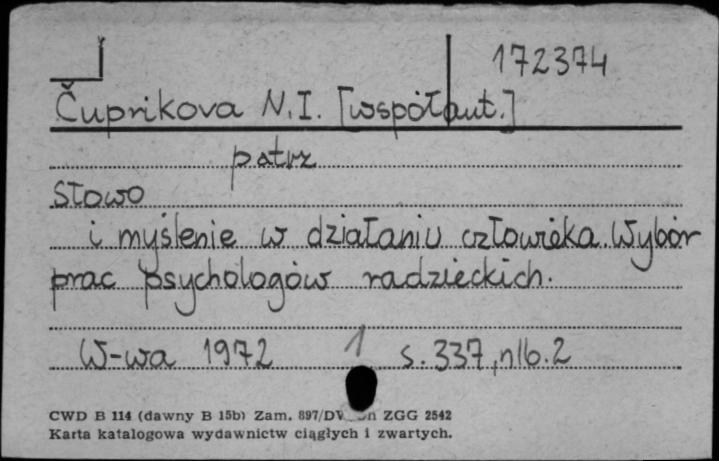 172374
Čuprikova N.I. [współaut.]
patrz
Słowo
i myślenie w działaniu człowieka. Wybór
prac psychologów radzieckich.
W-wa 1972 1 s. 337, nlb. 2
CWD B 114 (dawny B 15b) Zam. 897/DV ZGG 2542
Karta katalogowa wydawnictw ciągłych i zwartych.